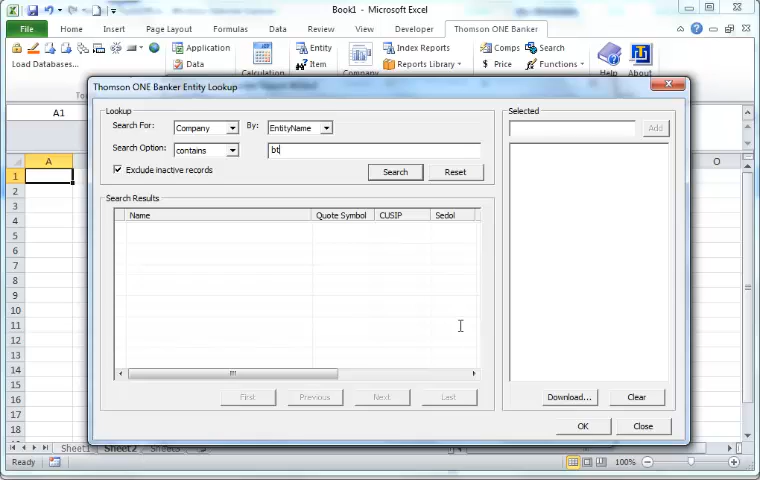 Book1 - Microsoft Excel
File Home Insert Page Layout Formulas Data Review View Developer Thomson ONE Banker
Application Entity Index Reports Comps Search
Data Calculation Item Company Reports Library $ Price Functions Help About
Load Databases...
A1
Thomson ONE Banker Entity Lookup
Lookup
Search For: Company By: EntityName
Search Option: contains bt
Exclude inactive records
Search Reset
Search Results
Name Quote Symbol CUSIP Sedol
First Previous Next Last
Selected
Add
Download... Clear
OK Close
A O
1
2
3
4
5
6
7
8
9
10
11
12
13
14
15
16
17
18
Sheet1 Sheet2 Sheet3
Ready 100%